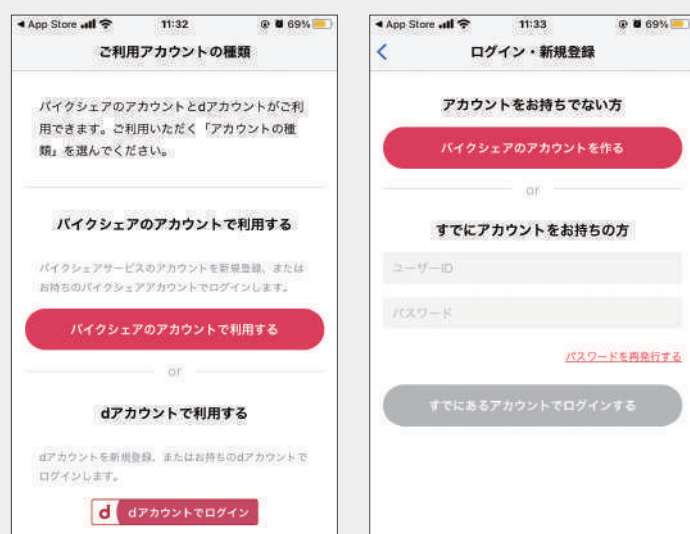 App Store 11:32 69%
ご利用アカウントの種類
バイクシェアのアカウントとdアカウントがご利
用できます。ご利用いただく「アカウントの種
類」を選んでください。
バイクシェアのアカウントで利用する
バイクシェアサービスのアカウントを新規登録、または
お持ちのバイクシェアアカウントでログインします。
バイクシェアのアカウントで利用する
or
dアカウントで利用する
dアカウントを新規登録、またはお持ちのdアカウントで
ログインします。
d dアカウントでログイン
App Store 11:33 69%
ログイン・新規登録
アカウントをお持ちでない方
バイクシェアのアカウントを作る
or
すでにアカウントをお持ちの方
ユーザーID
パスワード
パスワードを再発行する
すでにあるアカウントでログインする